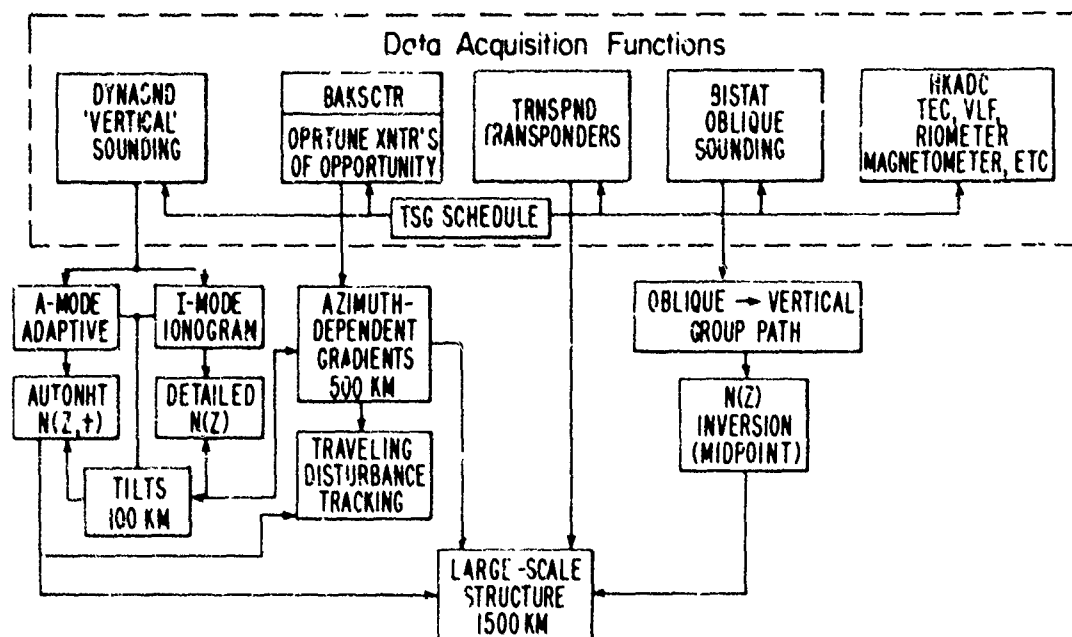 Data Acquisition Functions
DYNASND
'VERTICAL'
SOUNDING
BAKSCTR
OPRTUNE XNTR'S
OF OPPORTUNITY
TRNSPND
TRANSPONDERS
BISTAT
OBLIQUE
SOUNDING
HKADC
TEC, VLF,
RIOMETER
MAGNETOMETER, ETC
TSG SCHEDULE
A-MODE
ADAPTIVE
I-MODE
IONOGRAM
AZIMUTH-
DEPENDENT
GRADIENTS
500 KM
OBLIQUE → VERTICAL
GROUP PATH
AUTONHT
N(Z,t)
DETAILED
N(Z)
N(Z)
INVERSION
(MIDPOINT)
TRAVELING
DISTURBANCE
TRACKING
TILTS
100 KM
LARGE-SCALE
STRUCTURE
1500 KM